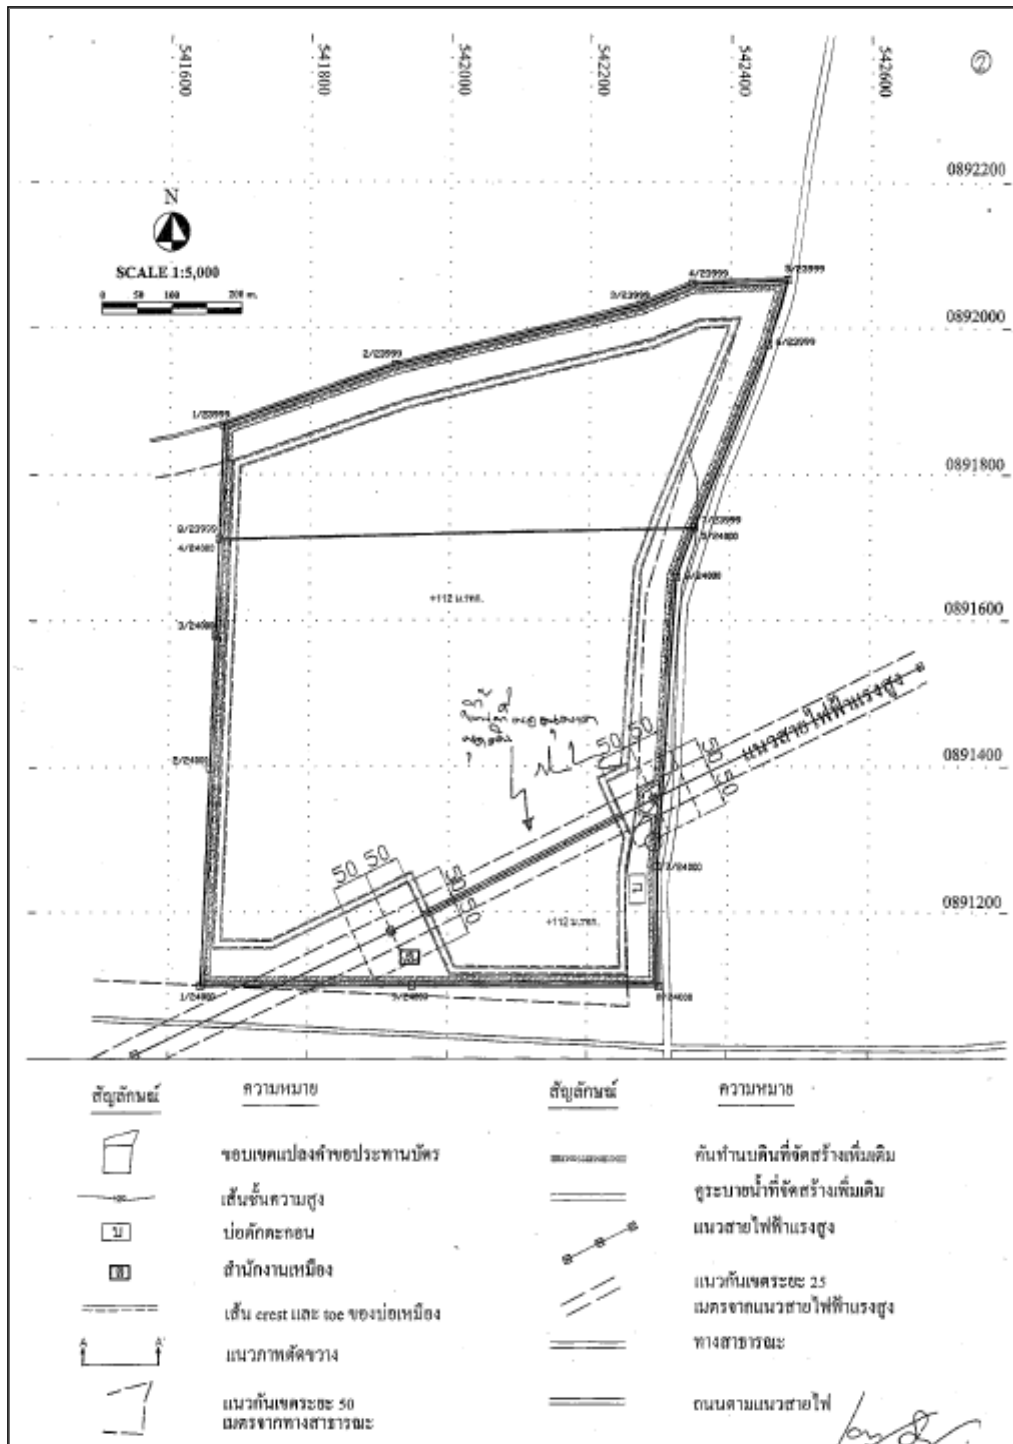 541600 541800 542000 542200 542400 542600
②
0892200
N
SCALE 1:5,000
0 50 100 200 m.
5/23999
4/23999
3/23999
0892000
6/23999
2/23999
1/23999
0891800
7/23999
8/23999
5/24000
4/24000
6/24000
+112 ม.รทก.
0891600
3/24000
แนวสายไฟฟ้าแรงสูง
50 50
50
50
2/24000
0891400
7/24000
50 50
50
50
บ
0891200
+112 ม.รทก.
ส
1/24000 9/24000 8/24000
สัญลักษณ์ ความหมาย สัญลักษณ์ ความหมาย
ขอบเขตแปลงคำขอประทานบัตร
คันทำนบดินที่จัดสร้างเพิ่มเติม
เส้นชั้นความสูง
คูระบายน้ำที่จัดสร้างเพิ่มเติม
บ บ่อดักตะกอน
แนวสายไฟฟ้าแรงสูง
ส สำนักงานเหมือง
แนวกันเขตระยะ 25
เมตรจากแนวสายไฟฟ้าแรงสูง
เส้น crest และ toe ของบ่อเหมือง
ทางสาธารณะ
A A' แนวภาพตัดขวาง
แนวกันเขตระยะ 50
เมตรจากทางสาธารณะ
ถนนตามแนวสายไฟ